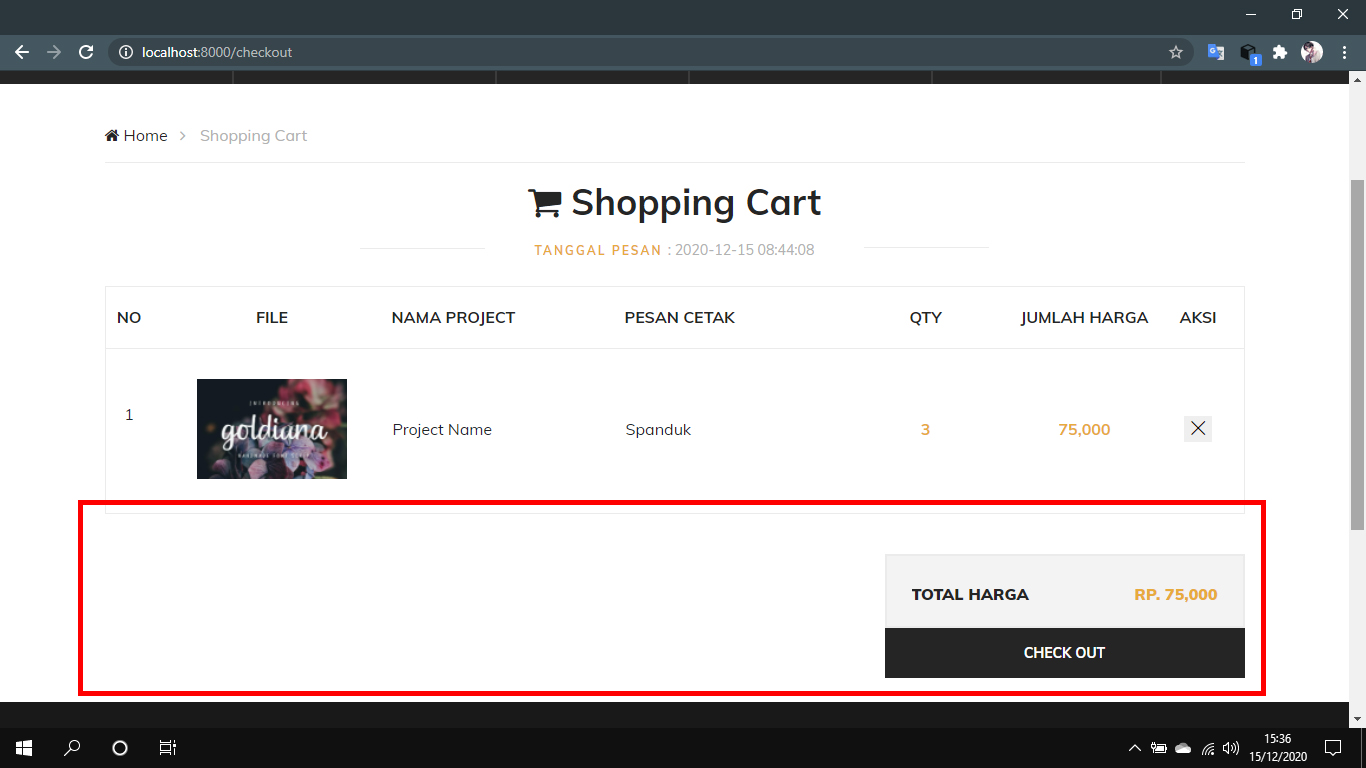 localhost:8000/checkout
1
Home > Shopping Cart
Shopping Cart
TANGGAL PESAN : 2020-12-15 08:44:08
NO FILE NAMA PROJECT PESAN CETAK QTY JUMLAH HARGA AKSI
INTRODUCING
goldiana
1 Project Name Spanduk 3 75,000
TOTAL HARGA RP. 75,000
CHECK OUT
15:36
15/12/2020